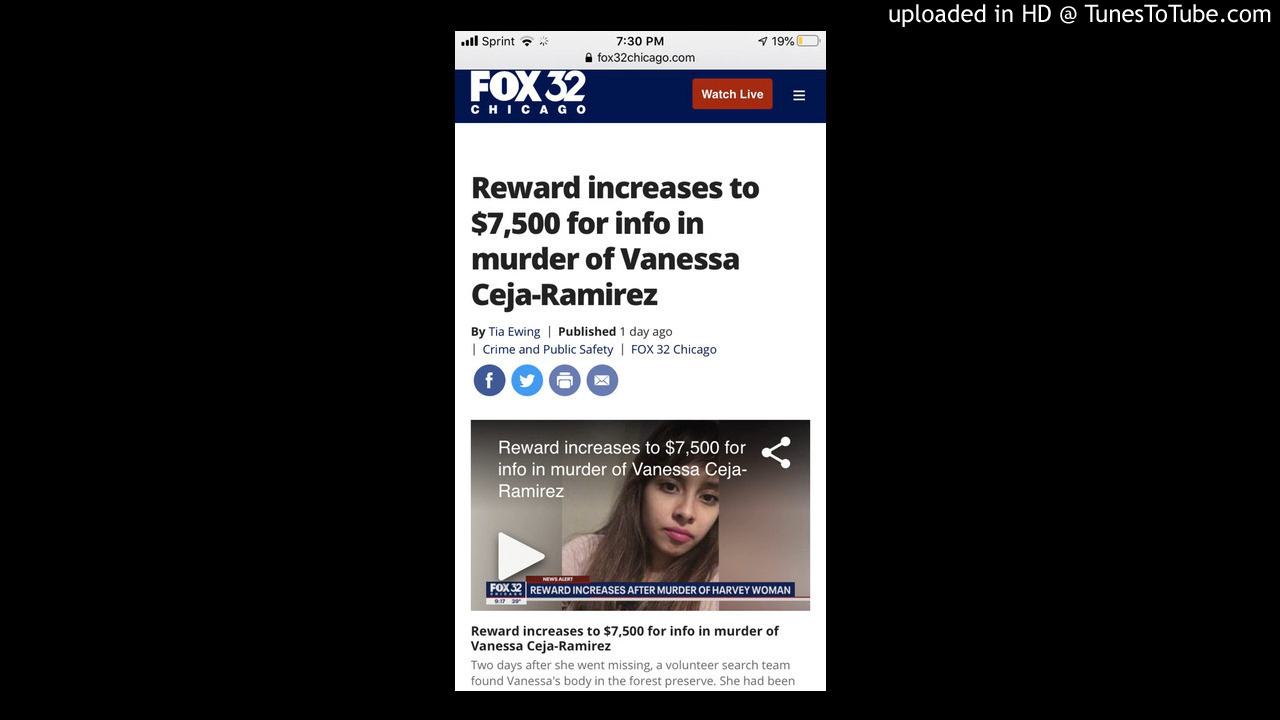 uploaded in HD @ TunesToTube.com
Sprint 7:30 PM 19%
fox32chicago.com
FOX 32
CHICAGO
Watch Live
Reward increases to
$7,500 for info in
murder of Vanessa
Ceja-Ramirez
By Tia Ewing | Published 1 day ago
| Crime and Public Safety | FOX 32 Chicago
Reward increases to $7,500 for
info in murder of Vanessa Ceja-
Ramirez
NEWS ALERT
FOX 32
CHICAGO
REWARD INCREASES AFTER MURDER OF HARVEY WOMAN
9:17 39°
Reward increases to $7,500 for info in murder of
Vanessa Ceja-Ramirez
Two days after she went missing, a volunteer search team
found Vanessa's body in the forest preserve. She had been